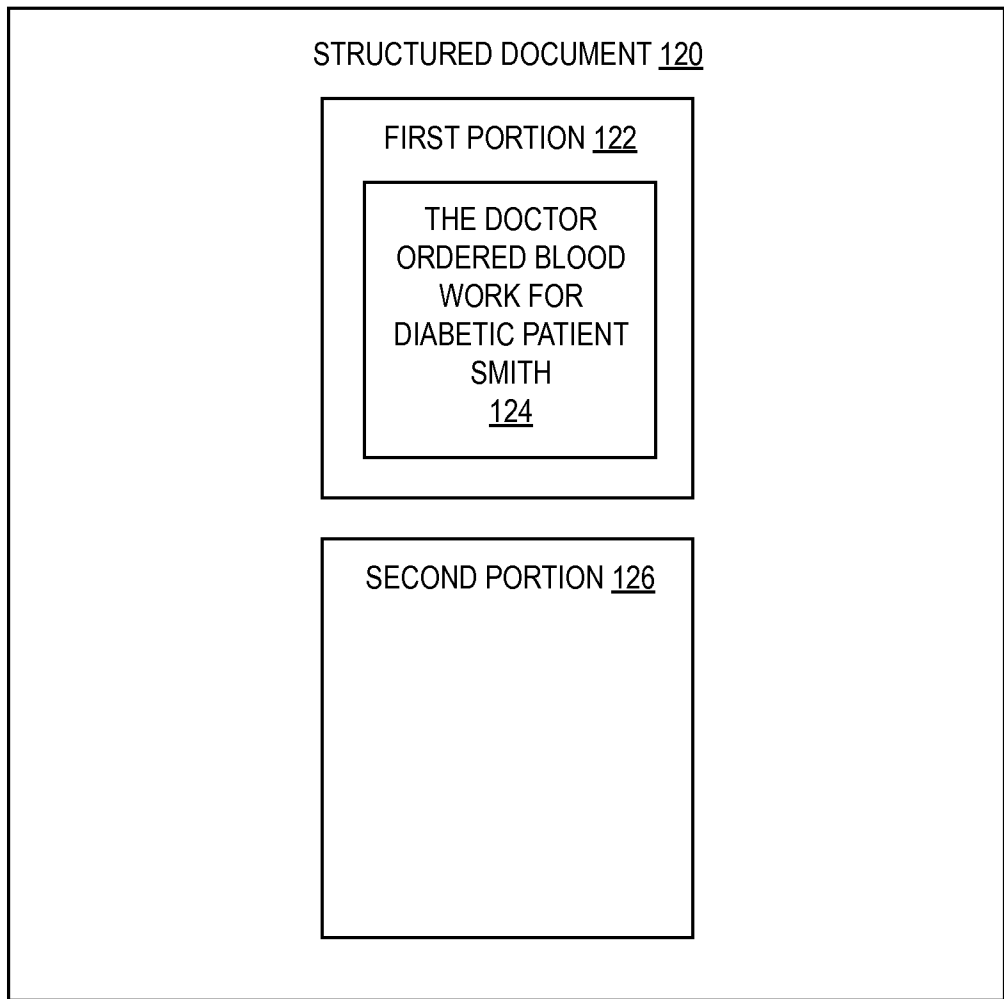 STRUCTURED DOCUMENT 120
FIRST PORTION 122
THE DOCTOR
ORDERED BLOOD
WORK FOR
DIABETIC PATIENT
SMITH
124
SECOND PORTION 126